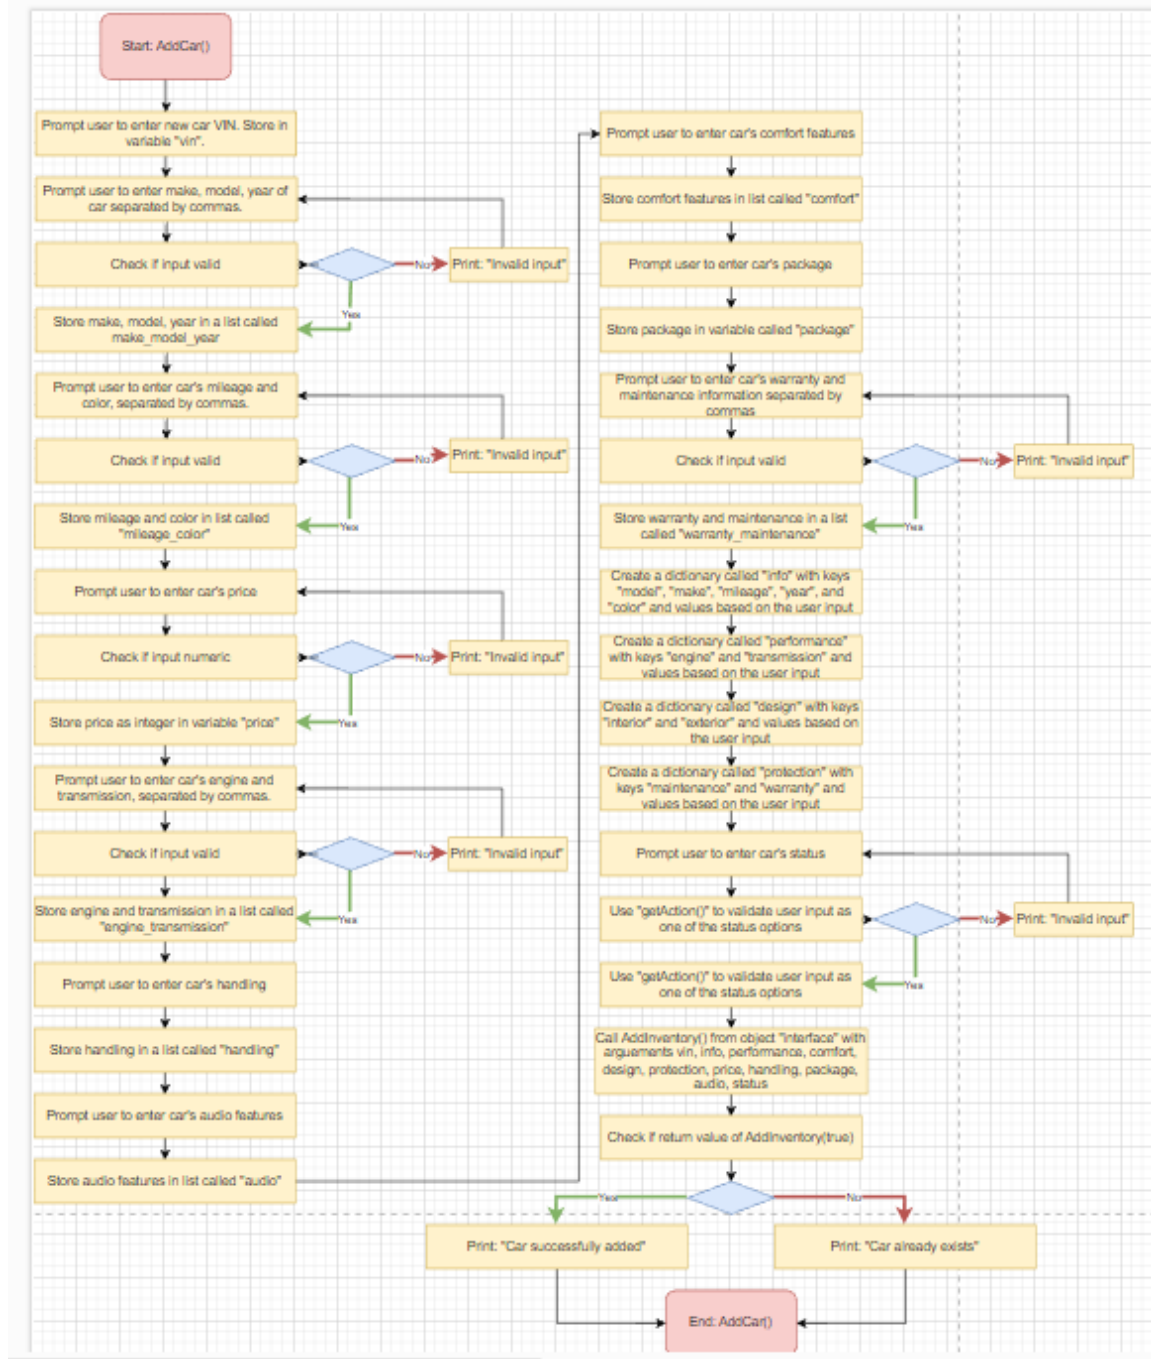 Start: AddCar()
Prompt user to enter new car VIN. Store in
variable "vin".
Prompt user to enter make, model, year of
car separated by commas.
Check if input valid
No
Print: "Invalid input"
Yes
Store make, model, year in a list called
make_model_year
Prompt user to enter car's mileage and
color, separated by commas.
Check if input valid
No
Print: "Invalid input"
Yes
Store mileage and color in list called
"mileage_color"
Prompt user to enter car's price
Check if input numeric
No
Print: "Invalid input"
Yes
Store price as integer in variable "price"
Prompt user to enter car's engine and
transmission, separated by commas.
Check if input valid
No
Print: "Invalid input"
Yes
Store engine and transmission in a list called
"engine_transmission"
Prompt user to enter car's handling
Store handling in a list called "handling"
Prompt user to enter car's audio features
Store audio features in list called "audio"
Prompt user to enter car's comfort features
Store comfort features in list called "comfort"
Prompt user to enter car's package
Store package in variable called "package"
Prompt user to enter car's warranty and
maintenance information separated by
commas
Check if input valid
No
Print: "Invalid input"
Yes
Store warranty and maintenance in a list
called "warranty_maintenance"
Create a dictionary called "info" with keys
"model", "make", "mileage", "year", and
"color" and values based on the user input
Create a dictionary called "performance"
with keys "engine" and "transmission" and
values based on the user input
Create a dictionary called "design" with keys
"interior" and "exterior" and values based on
the user input
Create a dictionary called "protection" with
keys "maintenance" and "warranty" and
values based on the user input
Prompt user to enter car's status
Use "getAction()" to validate user input as
one of the status options
No
Print: "Invalid input"
Yes
Use "getAction()" to validate user input as
one of the status options
Call AddInventory() from object "interface" with
arguements vin, info, performance, comfort,
design, protection, price, handling, package,
audio, status
Check if return value of AddInventory(true)
Yes
No
Print: "Car successfully added"
Print: "Car already exists"
End: AddCar()